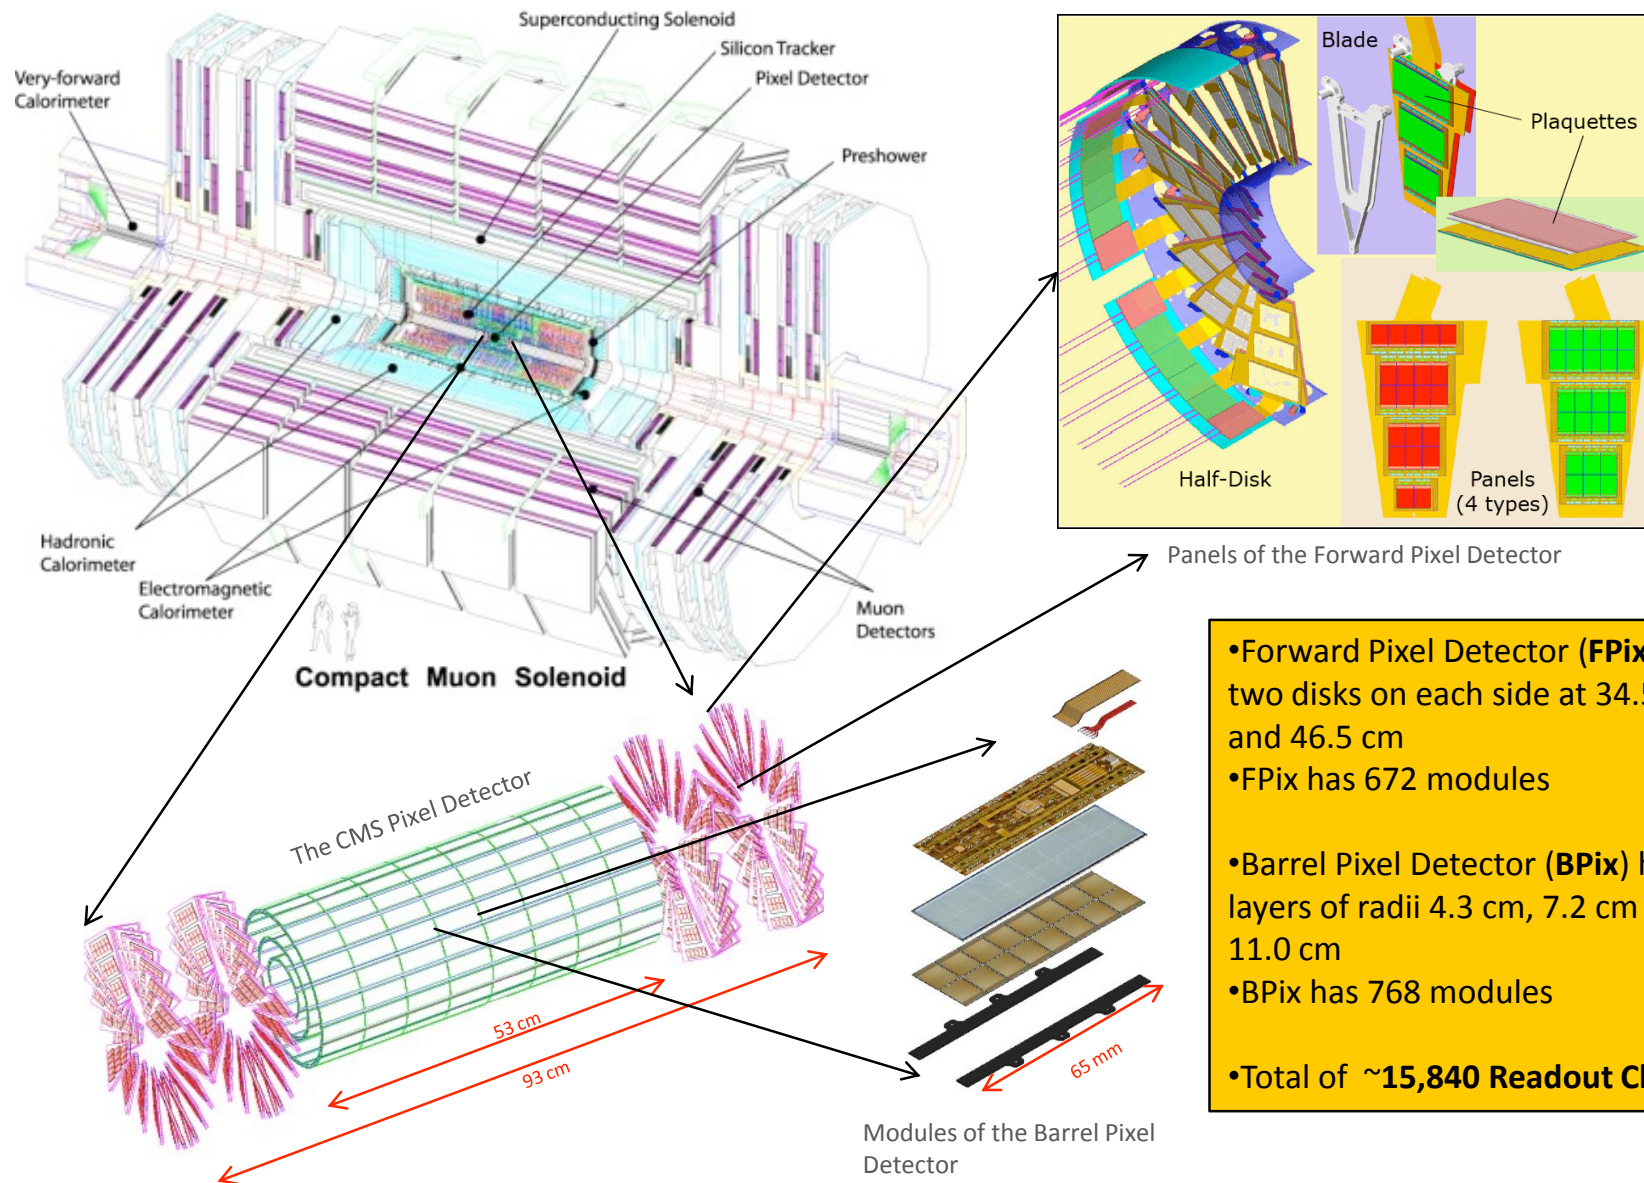 Superconducting Solenoid
Silicon Tracker
Pixel Detector
Very-forward
Calorimeter
Preshower
Hadronic
Calorimeter
Electromagnetic
Calorimeter
Muon
Detectors
Compact Muon Solenoid
Blade
Plaquettes
Half-Disk
Panels
(4 types)
Panels of the Forward Pixel Detector
The CMS Pixel Detector
53 cm
93 cm
65 mm
Modules of the Barrel Pixel
Detector
•Forward Pixel Detector (FPix
two disks on each side at 34.5
and 46.5 cm
•FPix has 672 modules
•Barrel Pixel Detector (BPix)
layers of radii 4.3 cm, 7.2 cm
11.0 cm
•BPix has 768 modules
•Total of ~15,840 Readout